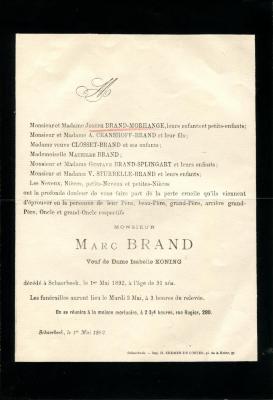 M
Monsieur et Madame JOSEPH BRAND-MORHANGE, leurs enfants et petits-enfants;
Monsieur et Madame A. CRANSHOFF-BRAND et leur fils;
Madame veuve CLOSSET-BRAND et ses enfants;
Mademoiselle MATHILDE BRAND;
Monsieur et Madame GUSTAVE BRAND-SPLINGART et leurs enfants;
Monsieur et Madame V. STURBELLE-BRAND et leurs enfants;
Les Neveux, Nièces, petits-Neveux et petites-Nièces
ont la profonde douleur de vous faire part de la perte cruelle qu'ils viennent
d'éprouver en la personne de leur Père, beau-Père, grand-Père, arrière grand-
Père, Oncle et grand-Oncle respectifs
MONSIEUR
MARC BRAND
Veuf de Dame Isabelle KONING
décédé à Schaerbeek, le 1er Mai 1892, à l'âge de ans.
Les funérailles auront lieu le Mardi 3 Mai, à 3 heures de relevée.
On se réunira à la maison mortuaire, à 2 3/4 heures, rue Rogier, 200.
Schaerbeek, le 1er Mai 1892.
Schaerbeek. — Imp.